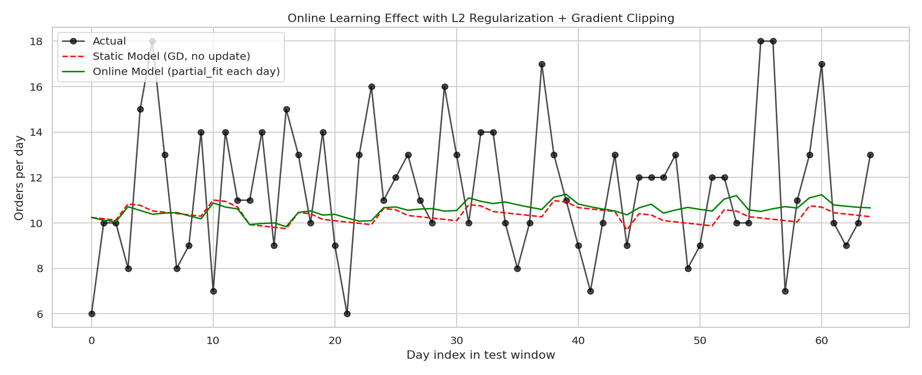 Online Learning Effect with L2 Regularization + Gradient Clipping
Actual
Static Model (GD, no update)
Online Model (partial_fit each day)
Orders per day
18
16
14
12
10
8
6
0
10
20
30
40
50
60
Day index in test window